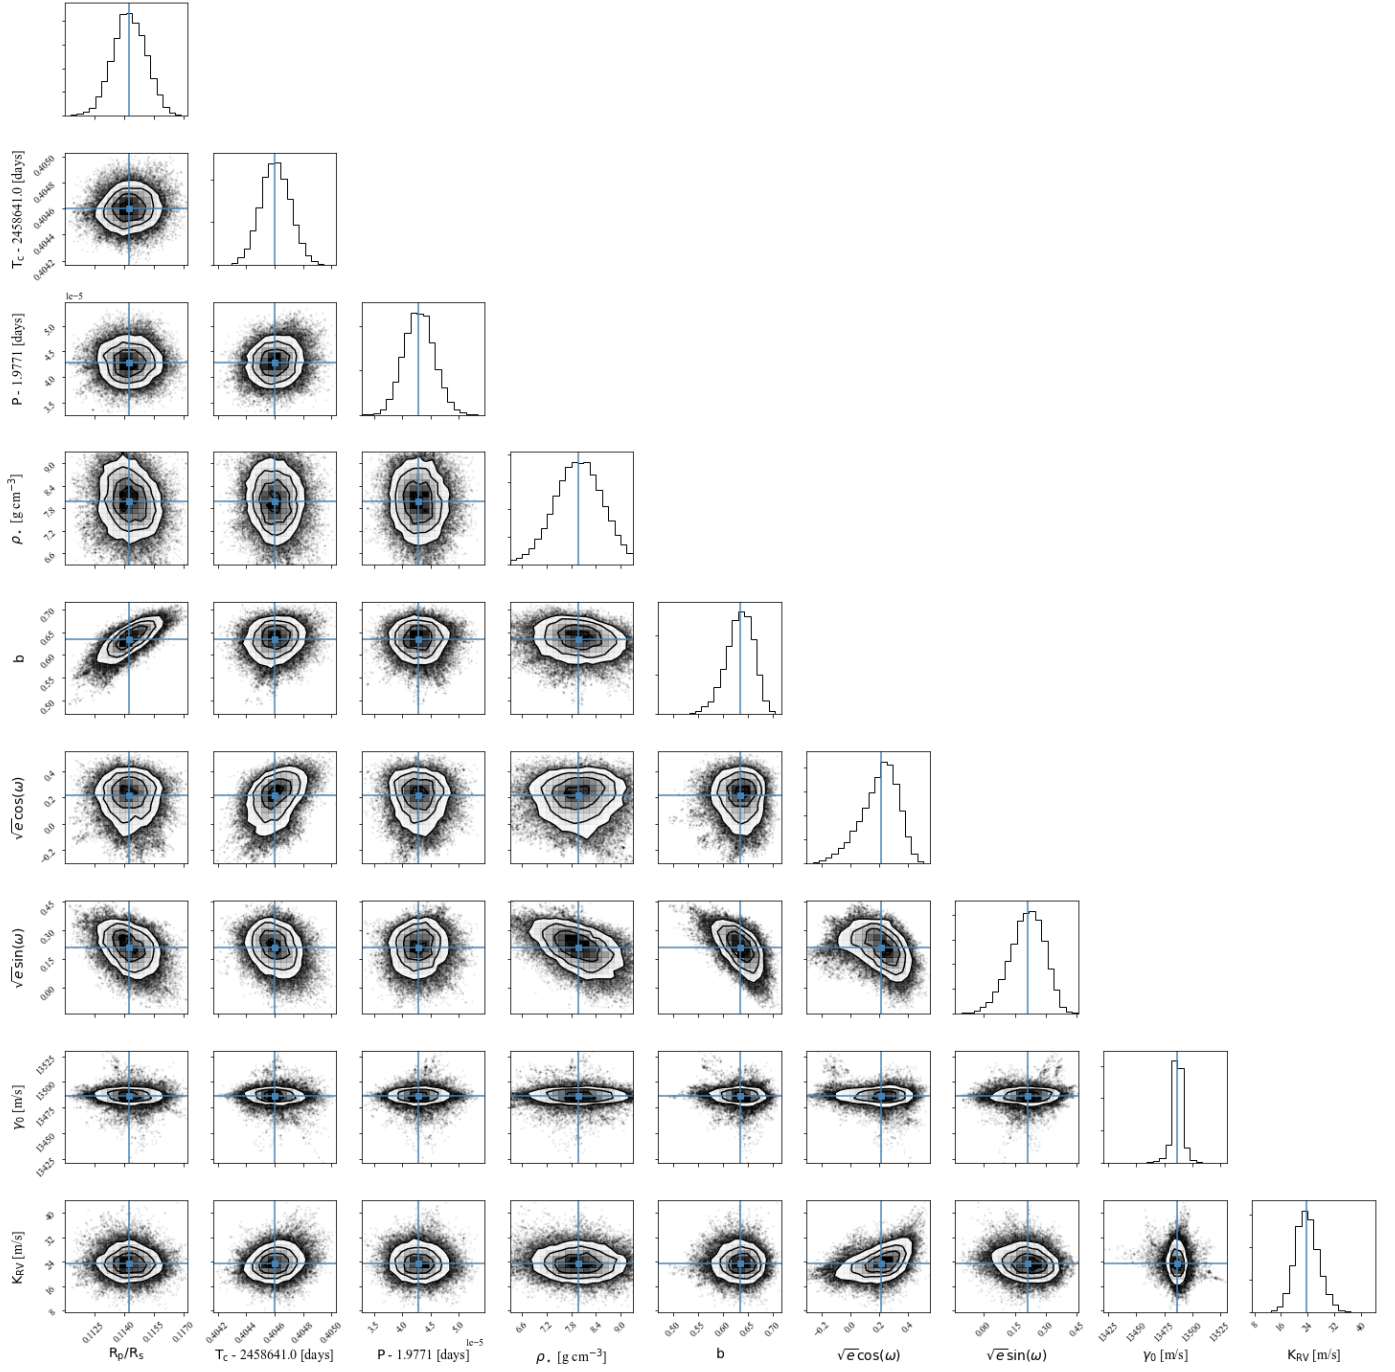 T_c - 2458641.0 [days]
0.4050
0.4048
0.4046
0.4044
0.4042
1e−5
P - 1.9771 [days]
5.0
4.5
4.0
3.5
ρ⋆ [g cm⁻³]
9.0
8.4
7.8
7.2
6.6
b
0.70
0.65
0.60
0.55
0.50
√e cos(ω)
0.4
0.2
0.0
−0.2
√e sin(ω)
0.45
0.30
0.15
0.00
γ₀ [m/s]
13525
13500
13475
13450
13425
K_RV [m/s]
40
32
24
16
8
0.1125 0.1140 0.1155 0.1170
0.4042 0.4044 0.4046 0.4048 0.4050
3.5 4.0 4.5 5.0
6.6 7.2 7.8 8.4 9.0
0.50 0.55 0.60 0.65 0.70
−0.2 0.0 0.2 0.4
0.00 0.15 0.30 0.45
13425 13450 13475 13500 13525
8 16 24 32 40
1e−5
R_p/R_s
T_c - 2458641.0 [days]
P - 1.9771 [days]
ρ⋆ [g cm⁻³]
b
√e cos(ω)
√e sin(ω)
γ₀ [m/s]
K_RV [m/s]